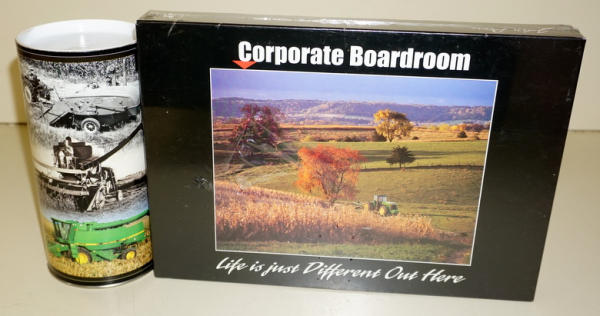 Corporate Boardroom
Life is just Different Out Here